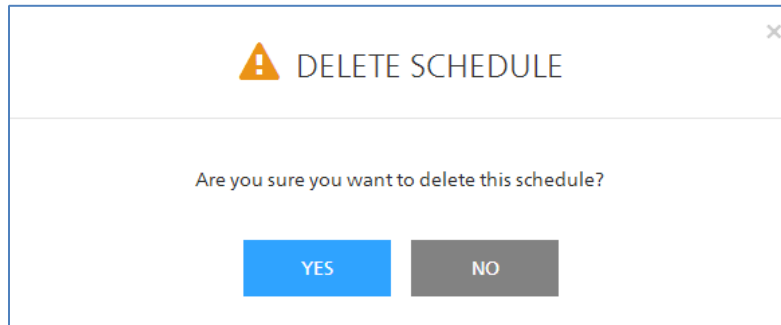 DELETE SCHEDULE
Are you sure you want to delete this schedule?
YES
NO